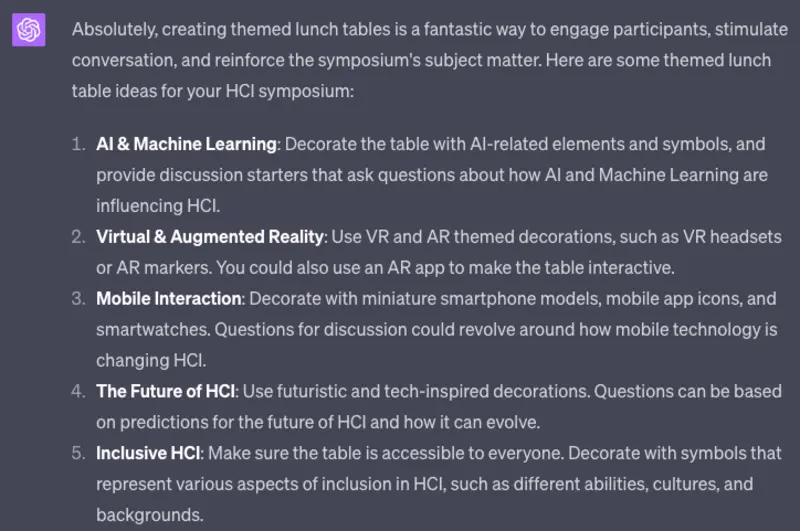 Absolutely, creating themed lunch tables is a fantastic way to engage participants, stimulate
conversation, and reinforce the symposium's subject matter. Here are some themed lunch
table ideas for your HCI symposium:
1. AI & Machine Learning: Decorate the table with AI-related elements and symbols, and
provide discussion starters that ask questions about how AI and Machine Learning are
influencing HCI.
2. Virtual & Augmented Reality: Use VR and AR themed decorations, such as VR headsets
or AR markers. You could also use an AR app to make the table interactive.
3. Mobile Interaction: Decorate with miniature smartphone models, mobile app icons, and
smartwatches. Questions for discussion could revolve around how mobile technology is
changing HCI.
4. The Future of HCI: Use futuristic and tech-inspired decorations. Questions can be based
on predictions for the future of HCI and how it can evolve.
5. Inclusive HCI: Make sure the table is accessible to everyone. Decorate with symbols that
represent various aspects of inclusion in HCI, such as different abilities, cultures, and
backgrounds.